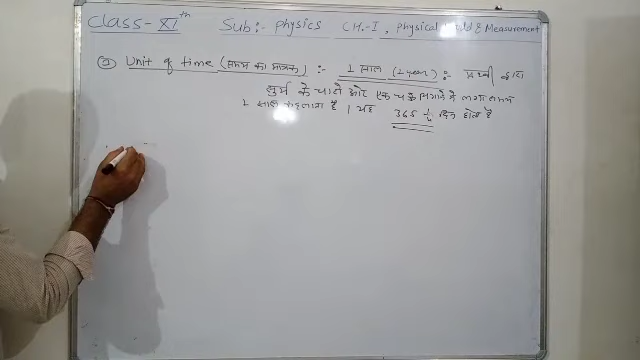 Class-XIth Sub:- Physics CH-I, Physical World & Measurement
② Unit of time (समय का मात्रक) :- 1 साल (1 year) :- पृथ्वी द्वारा
सूर्य के चारों ओर एक चक्कर लगाने में लगा समय
1 साल कहलाता है । यह 365 1/4 दिन होता है